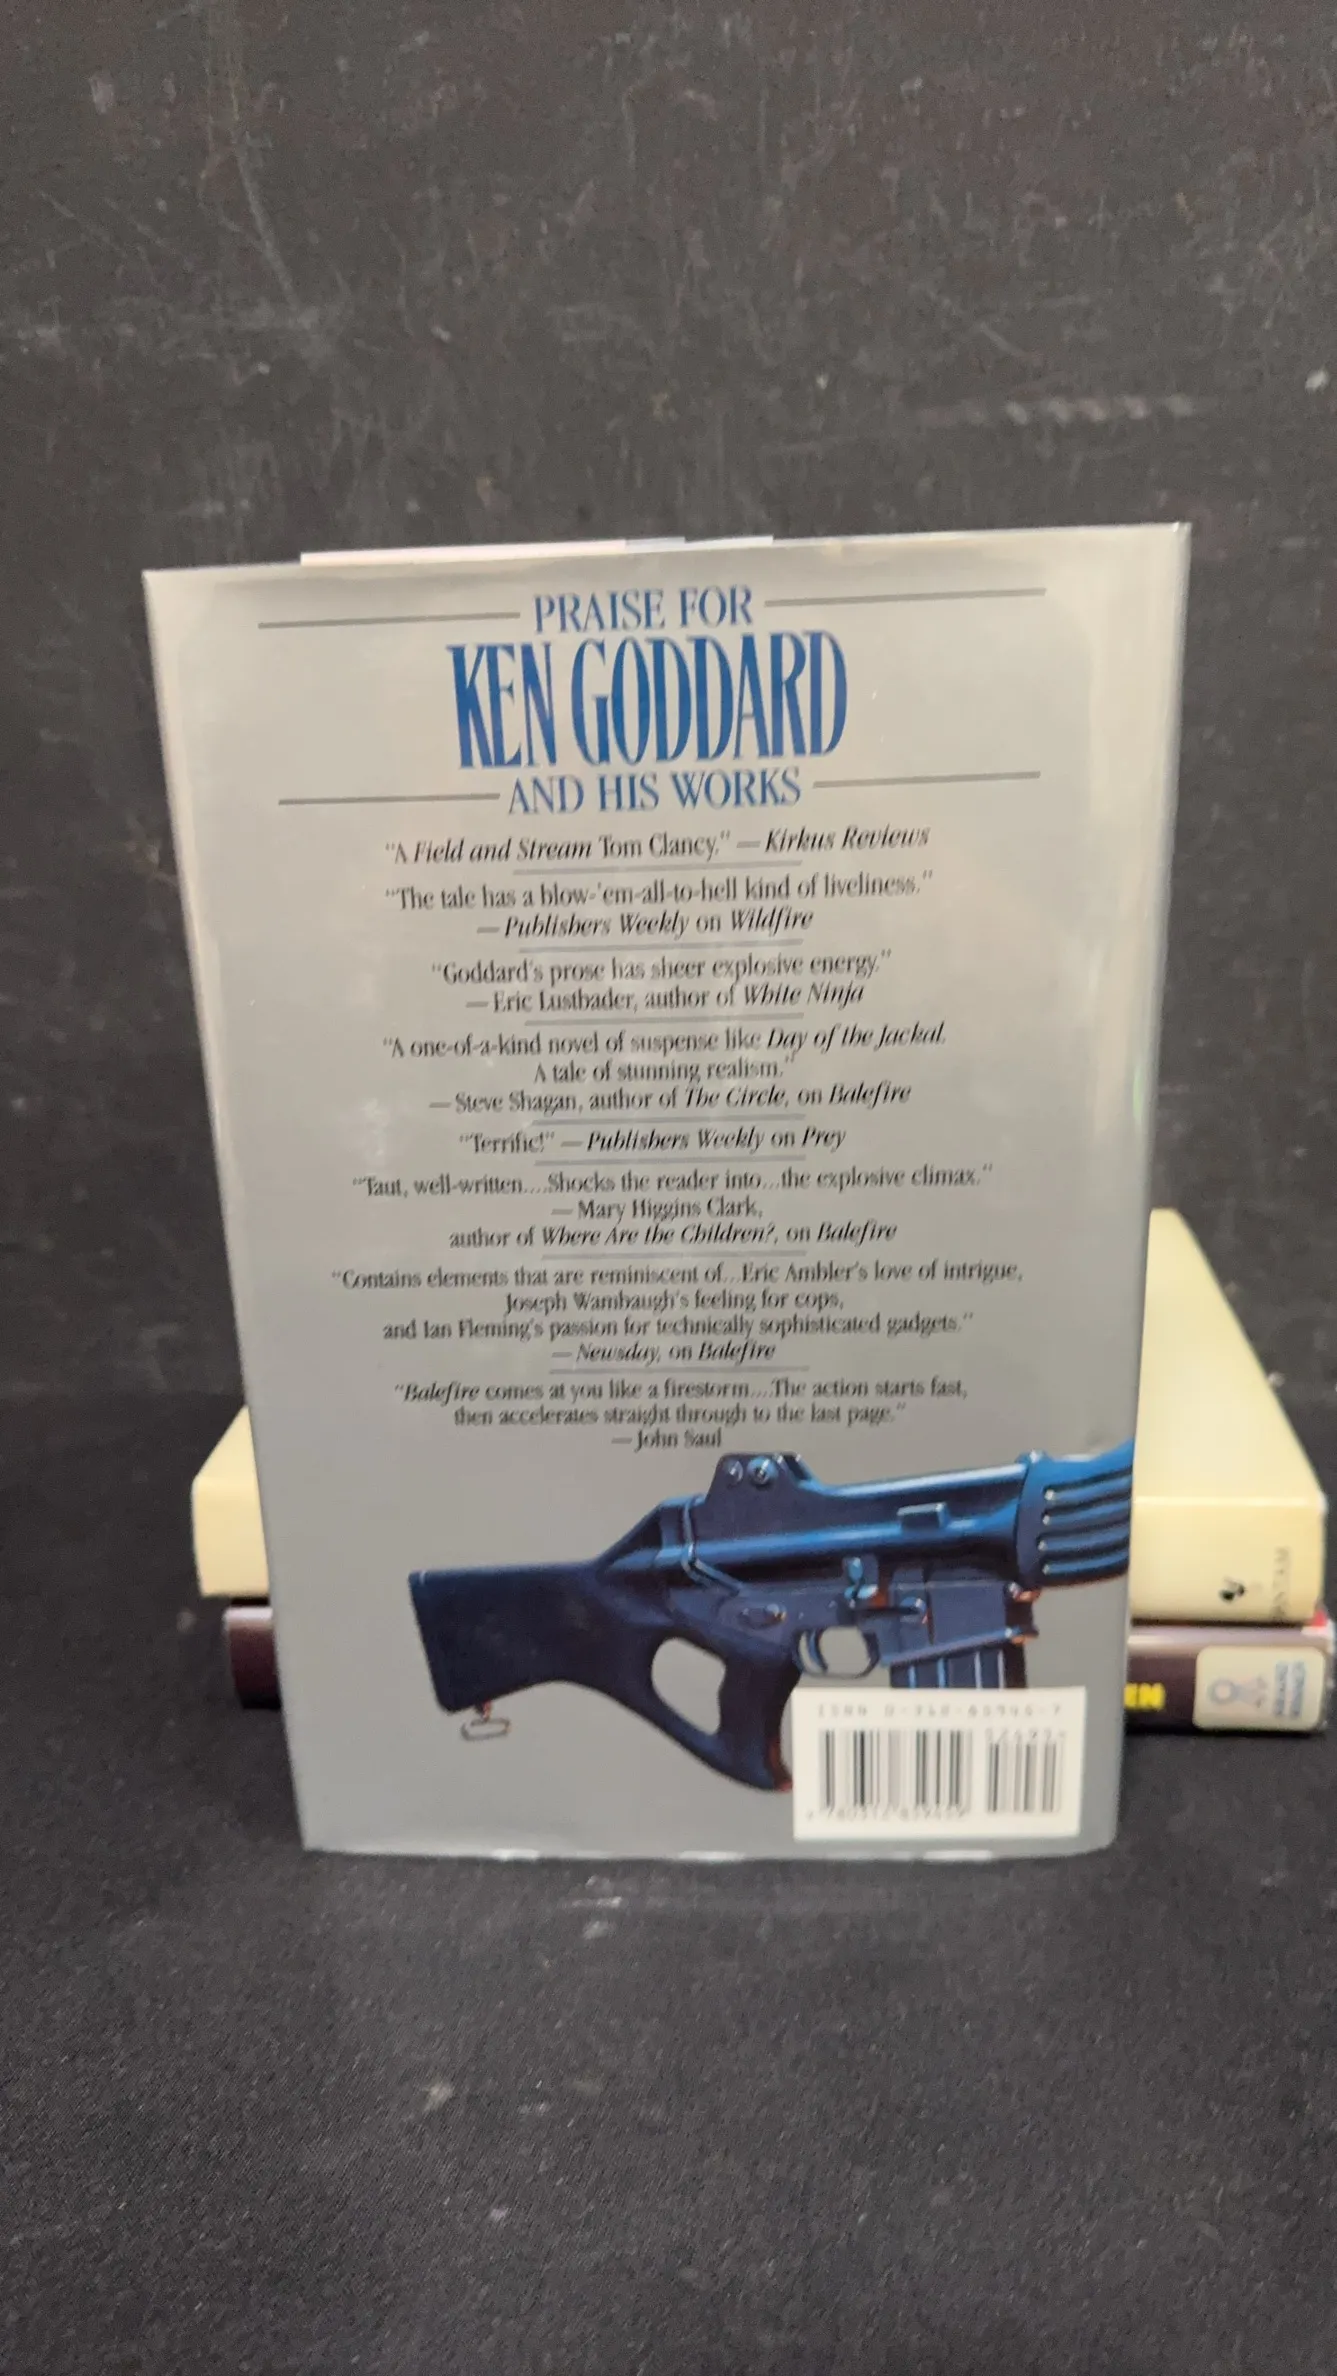 PRAISE FOR
KEN GODDARD
AND HIS WORKS
"A Field and Stream Tom Clancy." — Kirkus Reviews
"The tale has a blow-'em-all-to-hell kind of liveliness."
— Publishers Weekly on Wildfire
"Goddard's prose has sheer explosive energy."
— Eric Lustbader, author of White Ninja
"A one-of-a-kind novel of suspense like Day of the Jackal.
A tale of stunning realism."
— Steve Shagan, author of The Circle, on Balefire
"Terrific!" — Publishers Weekly on Prey
"Taut, well-written....Shocks the reader into...the explosive climax."
— Mary Higgins Clark,
author of Where Are the Children?, on Balefire
"Contains elements that are reminiscent of...Eric Ambler's love of intrigue,
Joseph Wambaugh's feeling for cops,
and Ian Fleming's passion for technically sophisticated gadgets."
— Newsday, on Balefire
"Balefire comes at you like a firestorm....The action starts fast,
then accelerates straight through to the last page."
— John Saul
ISBN
BANTAM
EN